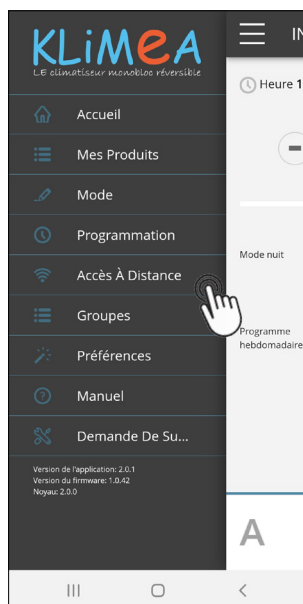 KLiMeA
LE climatiseur monobloc réversible
Accueil
Mes Produits
Mode
Programmation
Accès À Distance
Groupes
Préférences
Manuel
Demande De Su...
Version de l'application: 2.0.1
Version du firmware: 1.0.42
Noyau: 2.0.0
IN
Heure 1
Mode nuit
Programme
hebdomadaire
A